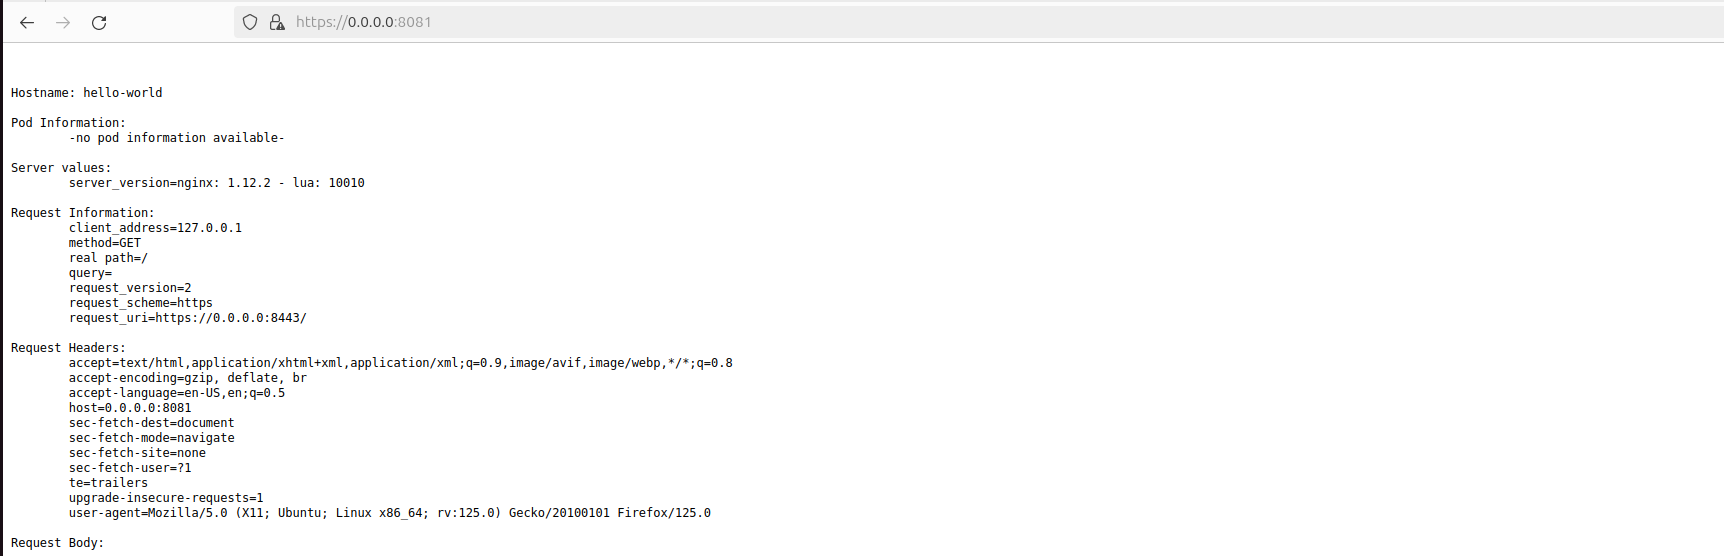 https://0.0.0.0:8081
Hostname: hello-world
Pod Information:
-no pod information available-
Server values:
server_version=nginx: 1.12.2 - lua: 10010
Request Information:
client_address=127.0.0.1
method=GET
real path=/
query=
request_version=2
request_scheme=https
request_uri=https://0.0.0.0:8443/
Request Headers:
accept=text/html,application/xhtml+xml,application/xml;q=0.9,image/avif,image/webp,*/*;q=0.8
accept-encoding=gzip, deflate, br
accept-language=en-US,en;q=0.5
host=0.0.0.0:8081
sec-fetch-dest=document
sec-fetch-mode=navigate
sec-fetch-site=none
sec-fetch-user=?1
te=trailers
upgrade-insecure-requests=1
user-agent=Mozilla/5.0 (X11; Ubuntu; Linux x86_64; rv:125.0) Gecko/20100101 Firefox/125.0
Request Body: